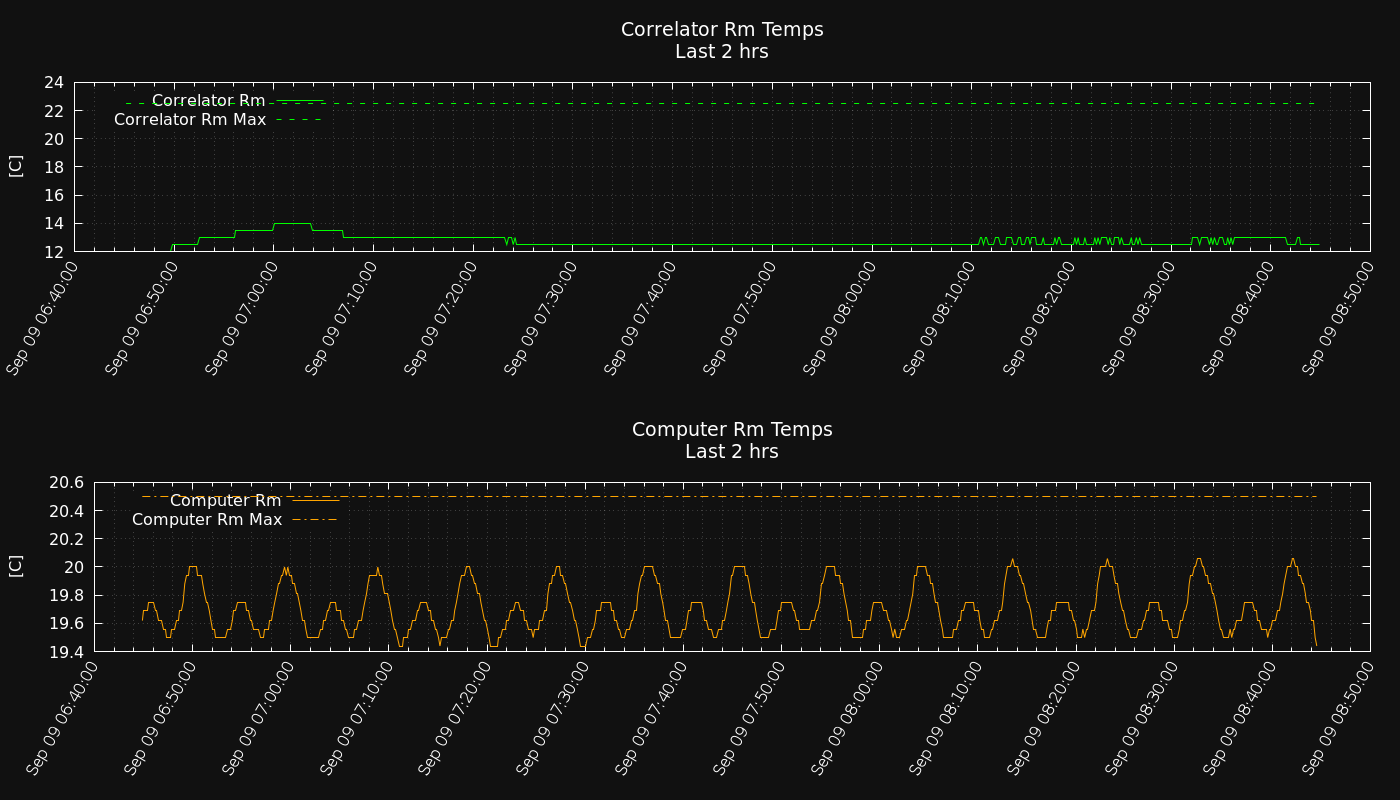 Correlator Rm Temps
Last 2 hrs
24
22
20
18
16
14
12
[C]
Correlator Rm
Correlator Rm Max
Sep 09 06:40:00
Sep 09 06:50:00
Sep 09 07:00:00
Sep 09 07:10:00
Sep 09 07:20:00
Sep 09 07:30:00
Sep 09 07:40:00
Sep 09 07:50:00
Sep 09 08:00:00
Sep 09 08:10:00
Sep 09 08:20:00
Sep 09 08:30:00
Sep 09 08:40:00
Sep 09 08:50:00
Computer Rm Temps
Last 2 hrs
20.6
20.4
20.2
20
19.8
19.6
19.4
[C]
Computer Rm
Computer Rm Max
Sep 09 06:40:00
Sep 09 06:50:00
Sep 09 07:00:00
Sep 09 07:10:00
Sep 09 07:20:00
Sep 09 07:30:00
Sep 09 07:40:00
Sep 09 07:50:00
Sep 09 08:00:00
Sep 09 08:10:00
Sep 09 08:20:00
Sep 09 08:30:00
Sep 09 08:40:00
Sep 09 08:50:00